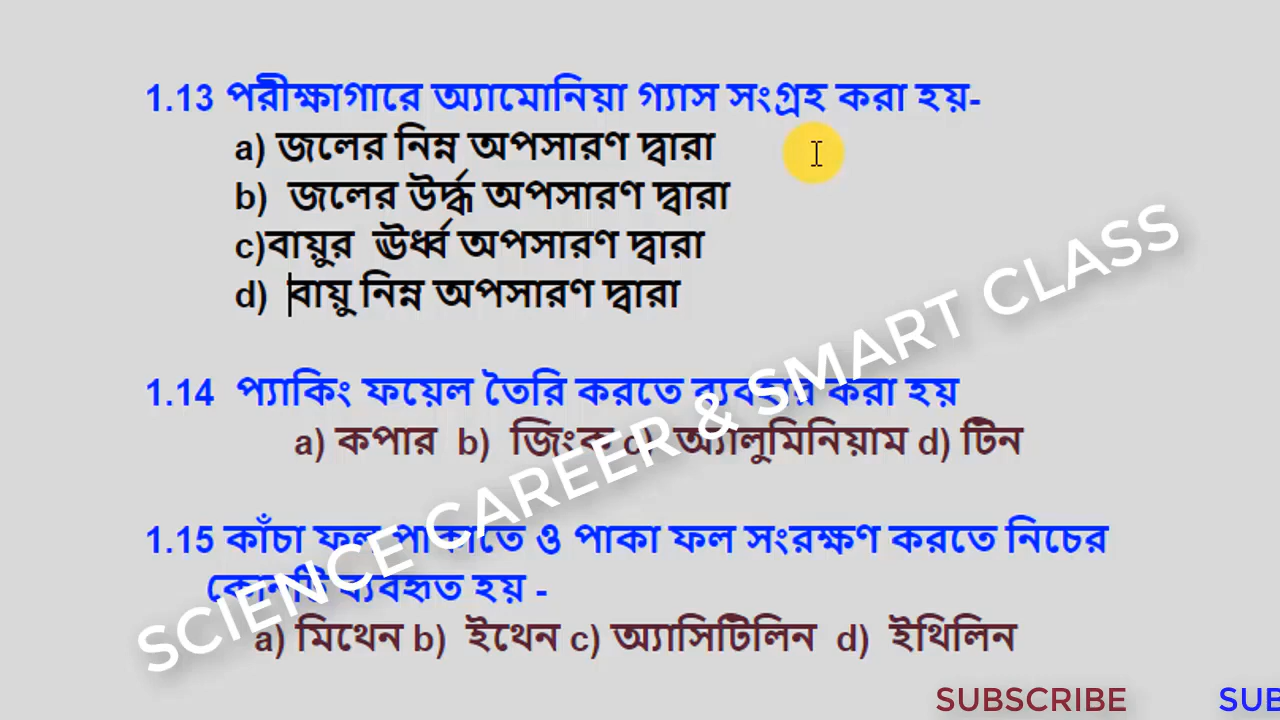 1.13 পরীক্ষাগারে অ্যামোনিয়া গ্যাস সংগ্রহ করা হয়-
a) জলের নিম্ন অপসারণ দ্বারা
b) জলের উর্দ্ধ অপসারণ দ্বারা
c)বায়ুর ঊর্ধ্ব অপসারণ দ্বারা
d) বায়ু নিম্ন অপসারণ দ্বারা
1.14 প্যাকিং ফয়েল তৈরি করতে ব্যবহার করা হয়
a) কপার b) জিংক c) অ্যালুমিনিয়াম d) টিন
1.15 কাঁচা ফল পাকাতে ও পাকা ফল সংরক্ষণ করতে নিচের
কোনটি ব্যবহৃত হয় -
a) মিথেন b) ইথেন c) অ্যাসিটিলিন d) ইথিলিন
SCIENCE CAREER & SMART CLASS
SUBSCRIBE SUB